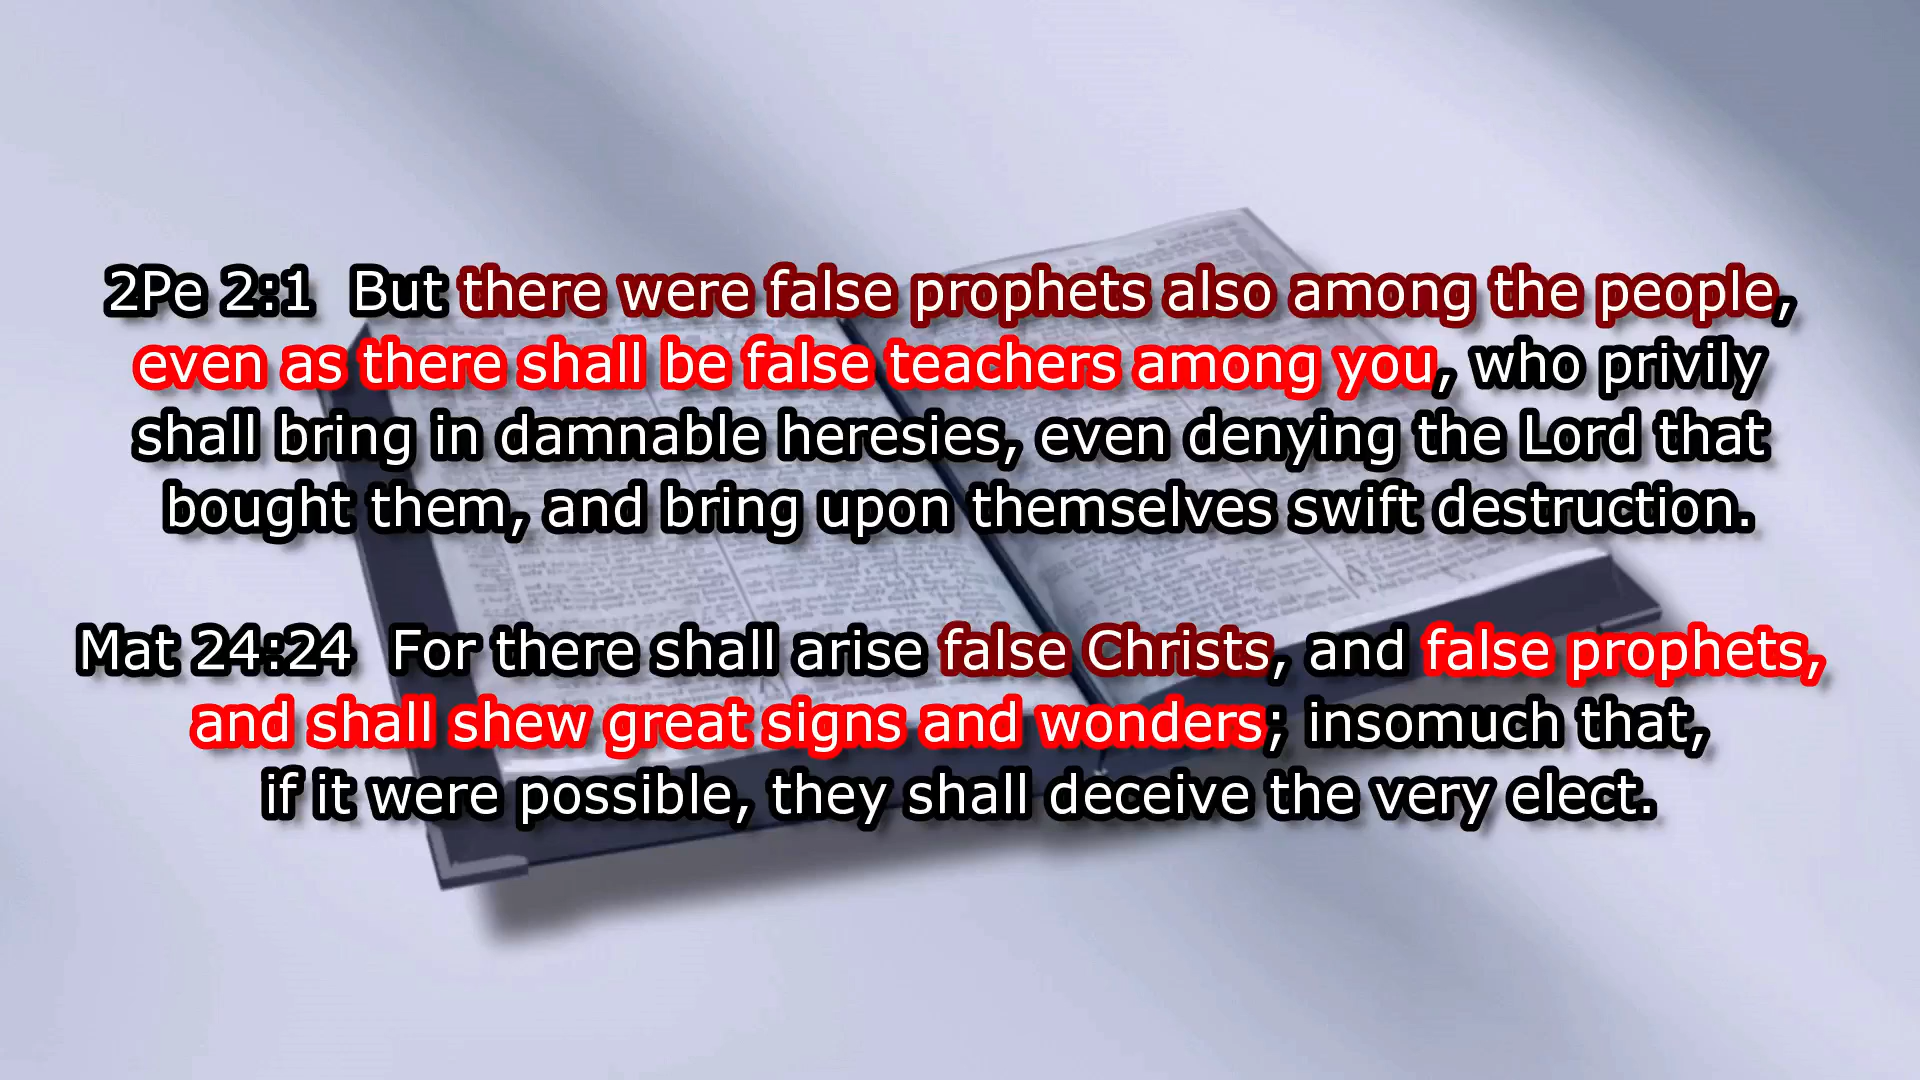 2Pe 2:1  But there were false prophets also among the people,
even as there shall be false teachers among you, who privily
shall bring in damnable heresies, even denying the Lord that
bought them, and bring upon themselves swift destruction.
Mat 24:24  For there shall arise false Christs, and false prophets,
and shall shew great signs and wonders; insomuch that,
if it were possible, they shall deceive the very elect.